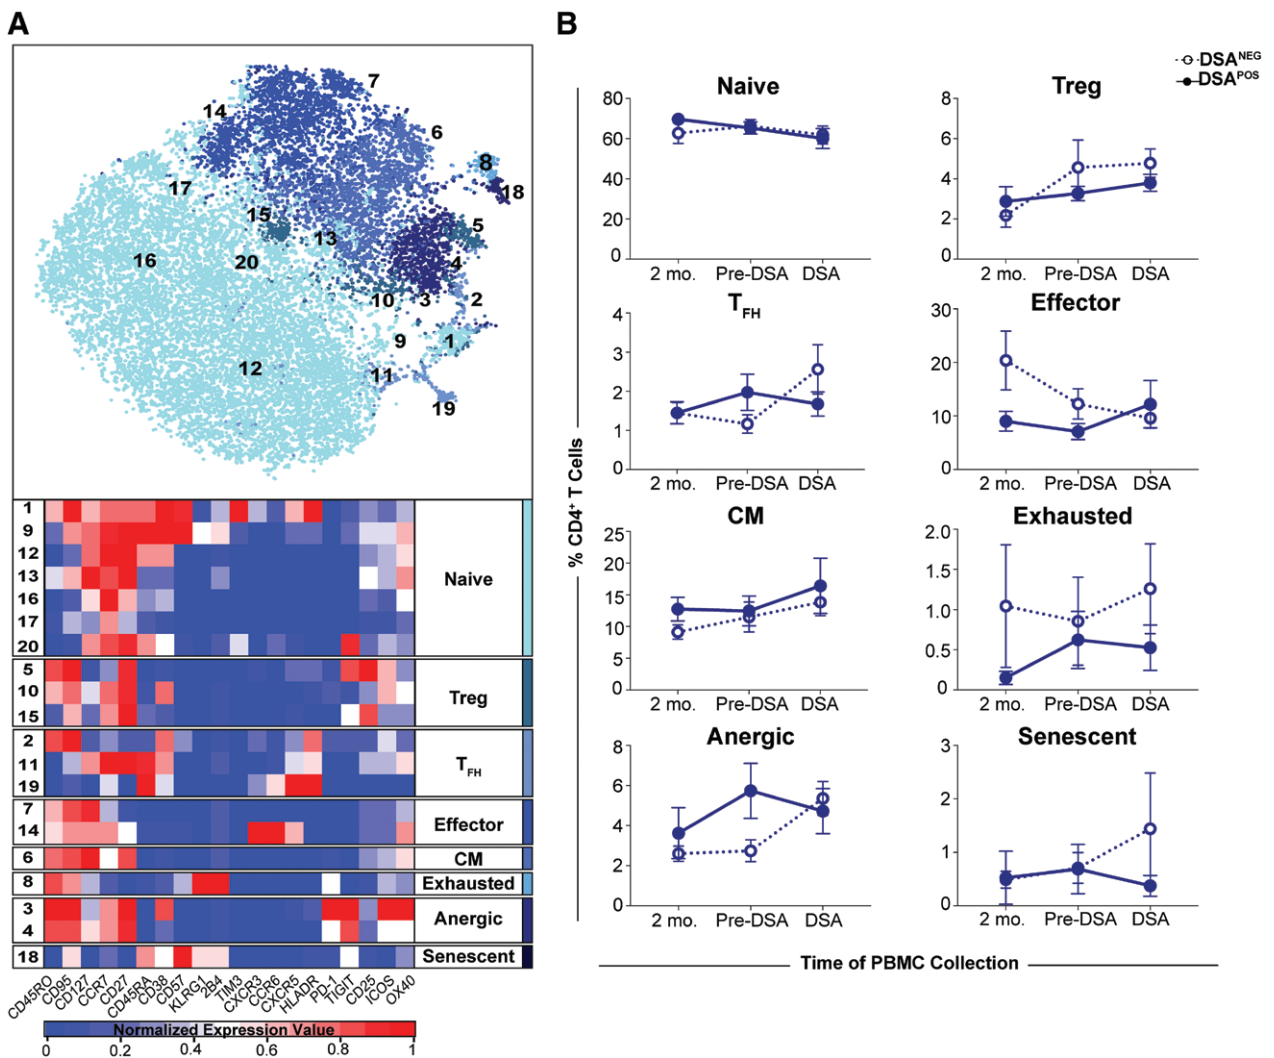 A
7
14
6
8
18
17
15
5
13
16
20
4
10
3
2
9
1
12
11
19
1
9
12
13
16
17
20
Naive
5
10
15
Treg
2
11
19
TFH
7
14
Effector
6
CM
8
Exhausted
3
4
Anergic
18
Senescent
CD45RO CD95 CD127 CCR7 CD27 CD45RA CD38 CD57 KLRG1 2B4 TIM3 CXCR3 CCR6 CXCR5 HLADR PD-1 TIGIT CD25 ICOS OX40
Normalized Expression Value
0 0.2 0.4 0.6 0.8 1
B
DSANEG
DSAPOS
% CD4+ T Cells
Naive
80
60
40
20
0
2 mo. Pre-DSA DSA
Treg
8
6
4
2
0
2 mo. Pre-DSA DSA
TFH
4
3
2
1
0
2 mo. Pre-DSA DSA
Effector
30
20
10
0
2 mo. Pre-DSA DSA
CM
25
20
15
10
5
0
2 mo. Pre-DSA DSA
Exhausted
2.0
1.5
1.0
0.5
0
2 mo. Pre-DSA DSA
Anergic
8
6
4
2
0
2 mo. Pre-DSA DSA
Senescent
3
2
1
0
2 mo. Pre-DSA DSA
Time of PBMC Collection